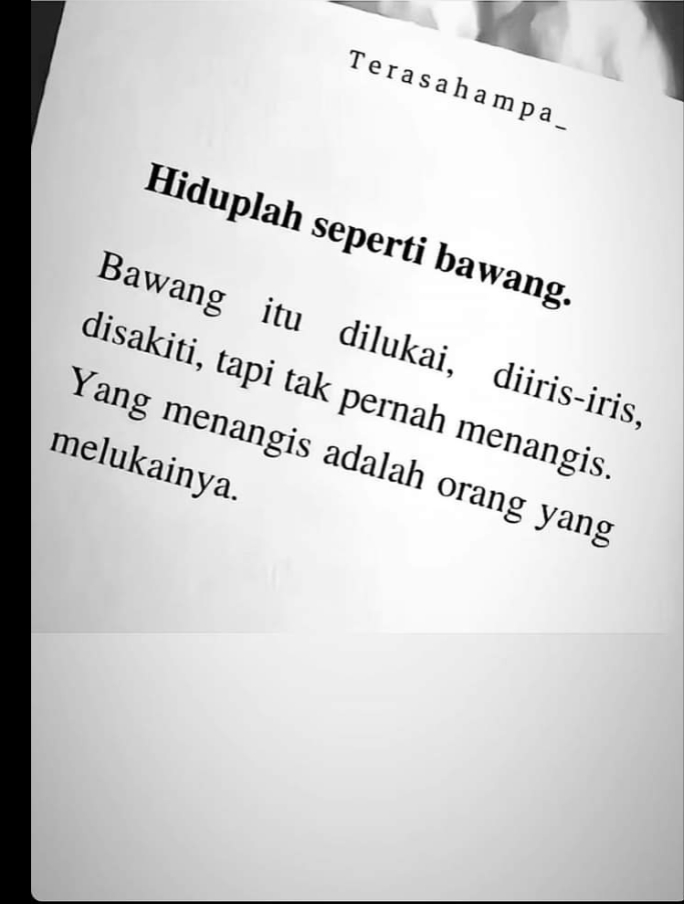 Terasahampa_
Hiduplah seperti bawang.
Bawang itu dilukai, diiris-iris,
disakiti, tapi tak pernah menangis.
Yang menangis adalah orang yang
melukainya.